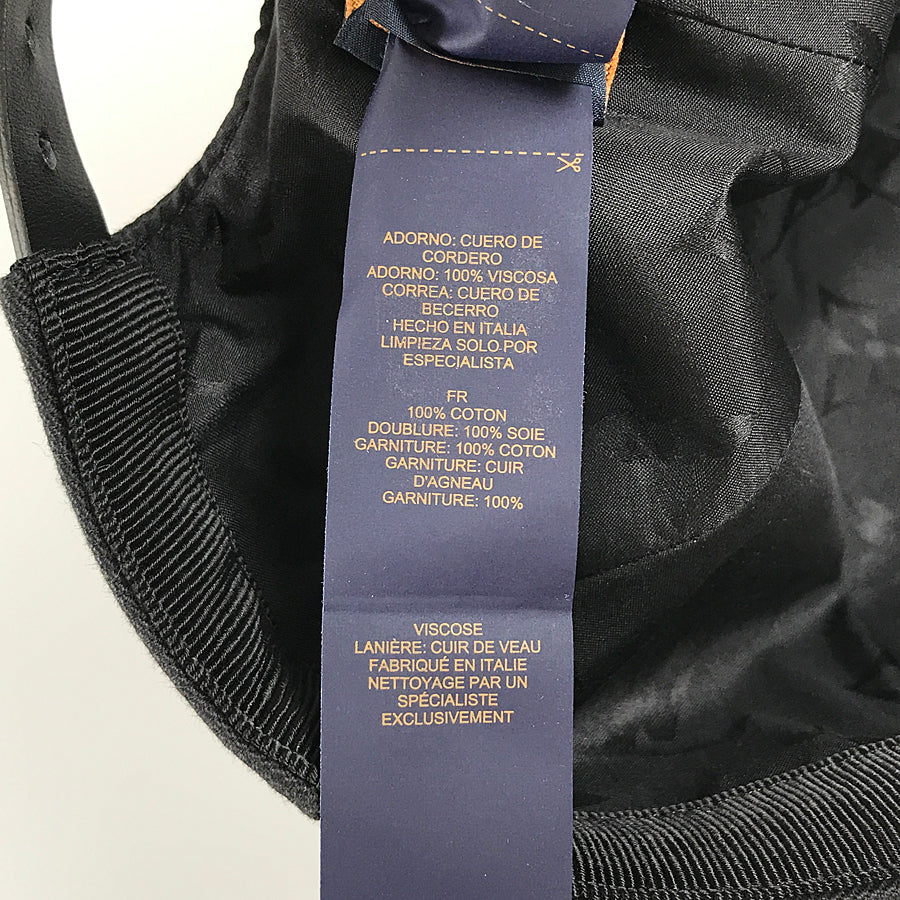 ADORNO: CUERO DE
CORDERO
ADORNO: 100% VISCOSA
CORREA: CUERO DE
BECERRO
HECHO EN ITALIA
LIMPIEZA SOLO POR
ESPECIALISTA
FR
100% COTON
DOUBLURE: 100% SOIE
GARNITURE: 100% COTON
GARNITURE: CUIR
D'AGNEAU
GARNITURE: 100%
VISCOSE
LANIÈRE: CUIR DE VEAU
FABRIQUÉ EN ITALIE
NETTOYAGE PAR UN
SPÉCIALISTE
EXCLUSIVEMENT